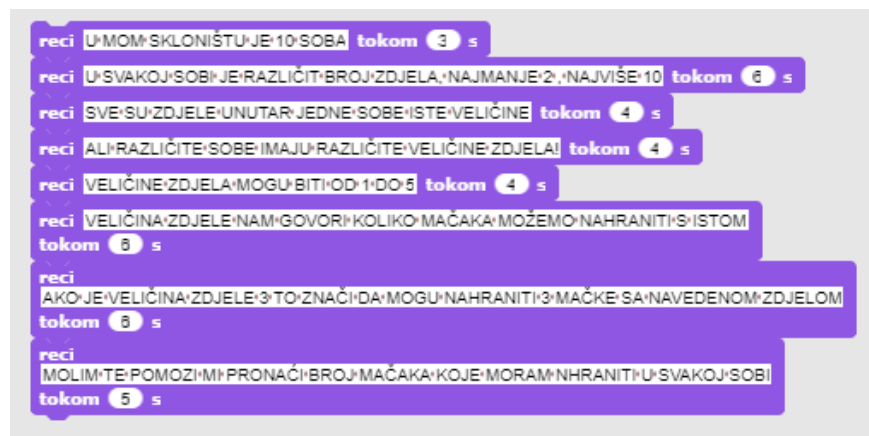 reci U MOM SKLONIŠTU JE 10 SOBA tokom 3 s
reci U SVAKOJ SOBI JE RAZLIČIT BROJ ZDJELA, NAJMANJE 2 , NAJVIŠE 10 tokom 6 s
reci SVE SU ZDJELE UNUTAR JEDNE SOBE ISTE VELIČINE tokom 4 s
reci ALI RAZLIČITE SOBE IMAJU RAZLIČITE VELIČINE ZDJELA! tokom 4 s
reci VELIČINE ZDJELA MOGU BITI OD 1 DO 5 tokom 4 s
reci VELIČINA ZDJELE NAM GOVORI KOLIKO MAČAKA MOŽEMO NAHRANITI S ISTOM
tokom 6 s
reci
AKO JE VELIČINA ZDJELE 3 TO ZNAČI DA MOGU NAHRANITI 3 MAČKE SA NAVEDENOM ZDJELOM
tokom 6 s
reci
MOLIM TE POMOZI MI PRONAĆI BROJ MAČAKA KOJE MORAM NHRANITI U SVAKOJ SOBI
tokom 5 s